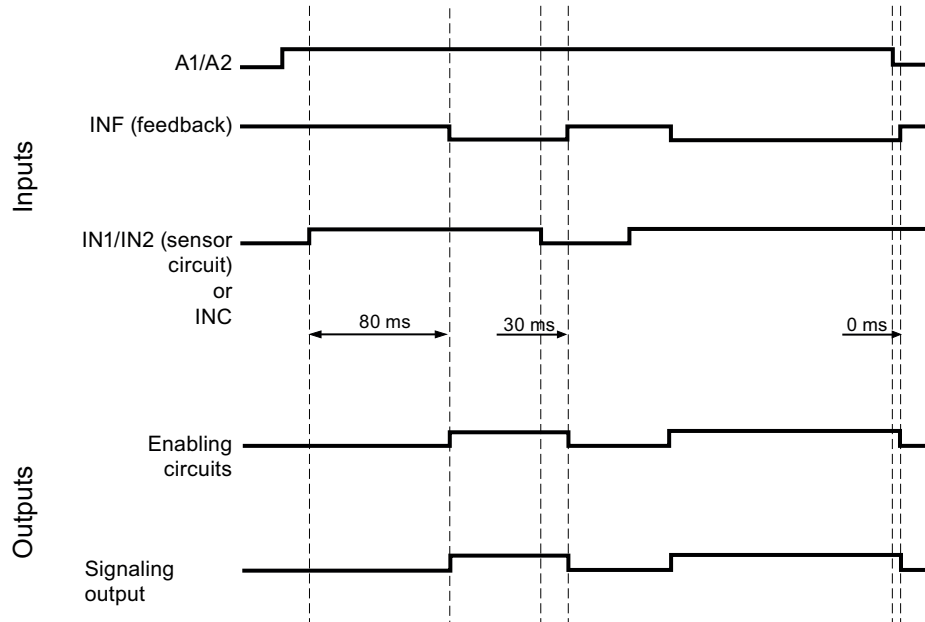 Inputs
A1/A2
INF (feedback)
IN1/IN2 (sensor
circuit)
or
INC
80 ms
30 ms
0 ms
Outputs
Enabling
circuits
Signaling
output